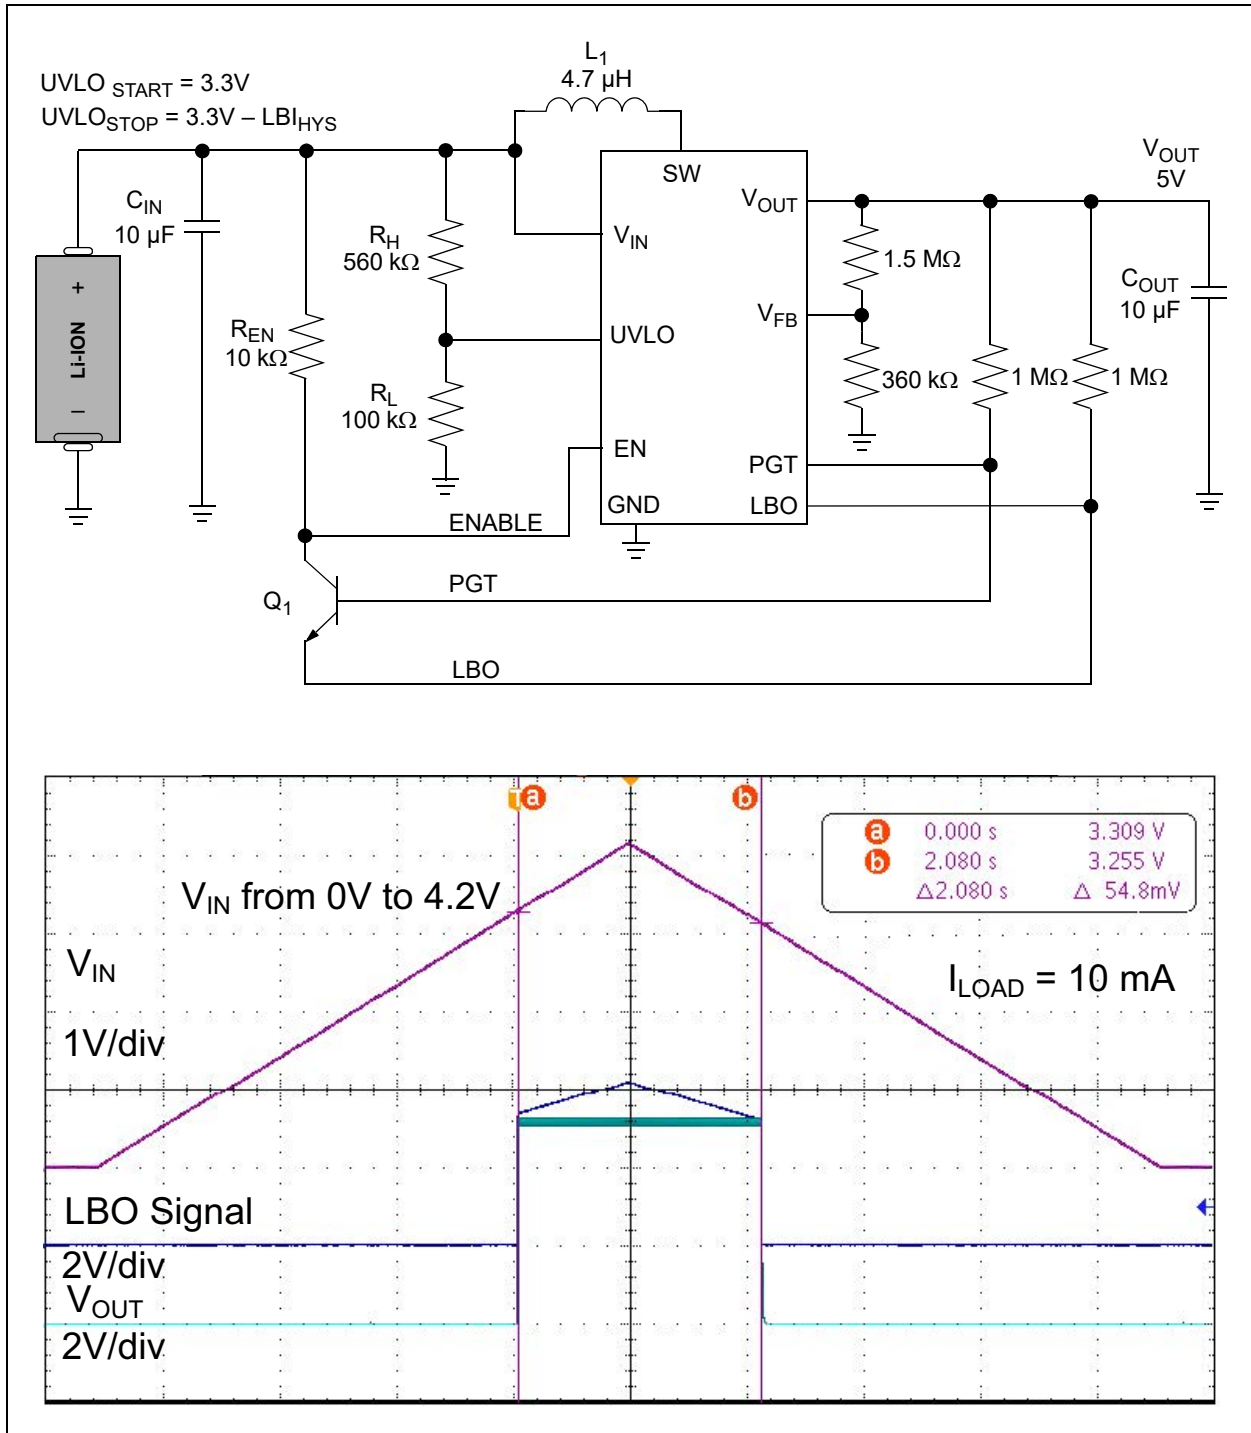 L1
4.7 µH
UVLO START = 3.3V
UVLOSTOP = 3.3V – LBIHYS
SW
VOUT
5V
CIN
10 µF
RH
560 kΩ
VIN
VOUT
1.5 MΩ
COUT
10 µF
+
Li-ION
–
REN
10 kΩ
UVLO
VFB
RL
100 kΩ
360 kΩ
1 MΩ
1 MΩ
EN
PGT
GND
LBO
ENABLE
PGT
Q1
LBO
T a b
a 0.000 s 3.309 V
b 2.080 s 3.255 V
Δ2.080 s Δ 54.8mV
VIN from 0V to 4.2V
VIN
ILOAD = 10 mA
1V/div
LBO Signal
2V/div
VOUT
2V/div